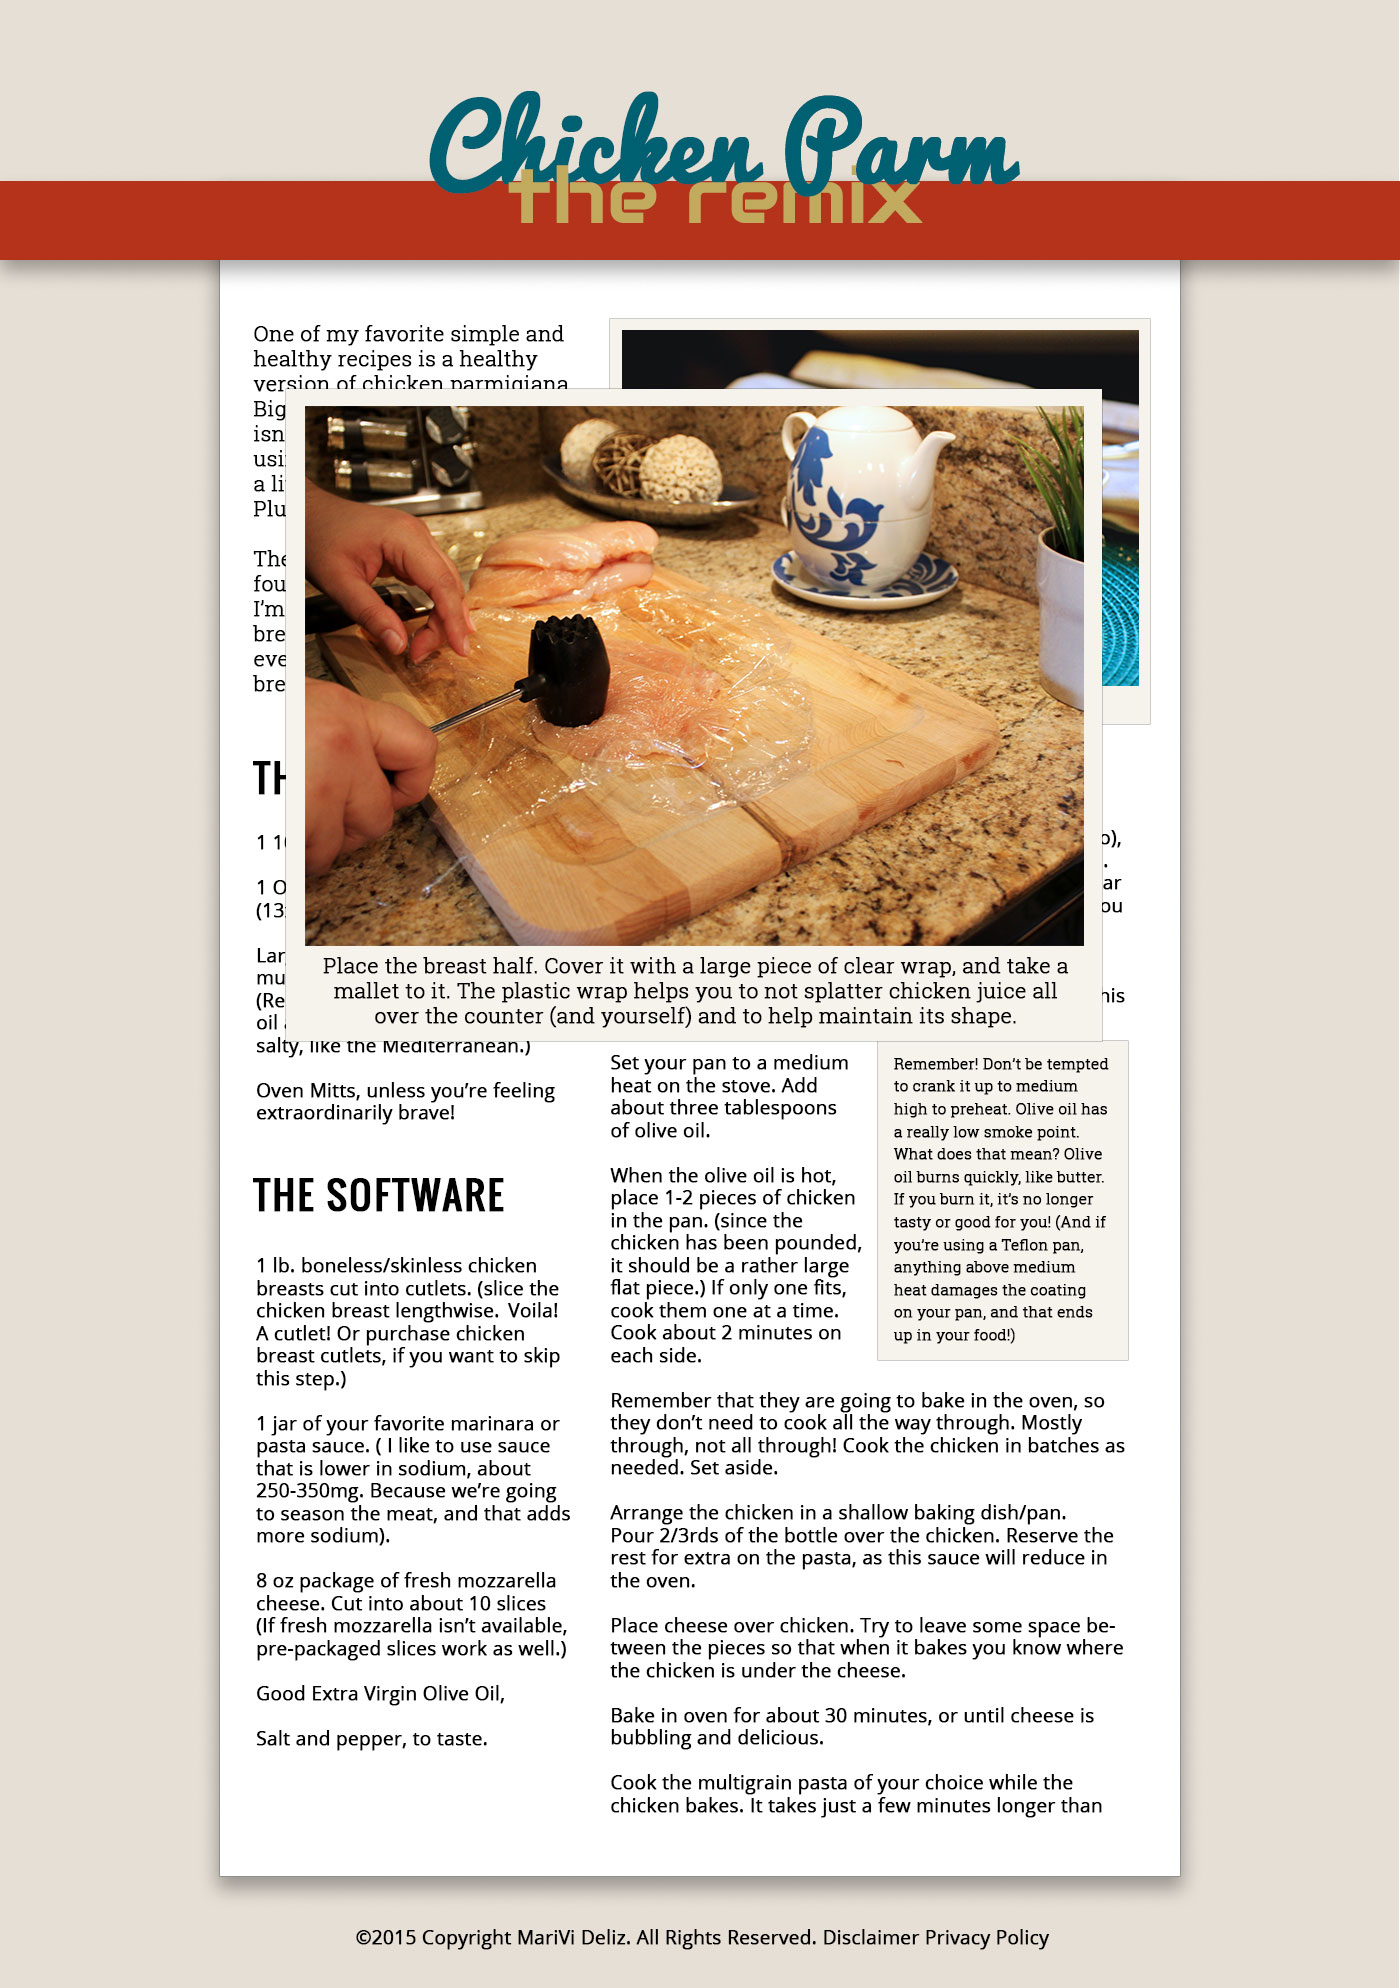 Chicken Parm
the remix
One of my favorite simple and
healthy recipes is a healthy
version of chicken parmigiana
Big
a
Plu
I'm
Place the breast half. Cover it with a large piece of clear wrap, and take a
mallet to it. The plastic wrap helps you to not splatter chicken juice all
over the counter (and yourself) and to help maintain its shape.
1
1
oil
salty, like the Mediterranean.)
Oven Mitts, unless you're feeling
extraordinarily brave!
THE SOFTWARE
1 lb. boneless/skinless chicken
breasts cut into cutlets. (slice the
chicken breast lengthwise. Voila!
A cutlet! Or purchase chicken
breast cutlets, if you want to skip
this step.)
1 jar of your favorite marinara or
pasta sauce. ( I like to use sauce
that is lower in sodium, about
250-350mg. Because we're going
to season the meat, and that adds
more sodium).
8 oz package of fresh mozzarella
cheese. Cut into about 10 slices
(If fresh mozzarella isn't available,
pre-packaged slices work as well.)
Good Extra Virgin Olive Oil,
Salt and pepper, to taste.
Set your pan to a medium
heat on the stove. Add
about three tablespoons
of olive oil.
When the olive oil is hot,
place 1-2 pieces of chicken
in the pan. (since the
chicken has been pounded,
it should be a rather large
flat piece.) If only one fits,
cook them one at a time.
Cook about 2 minutes on
each side.
Remember! Don't be tempted
to crank it up to medium
high to preheat. Olive oil has
a really low smoke point.
What does that mean? Olive
oil burns quickly, like butter.
If you burn it, it's no longer
tasty or good for you! (And if
you're using a Teflon pan,
anything above medium
heat damages the coating
on your pan, and that ends
up in your food!)
Remember that they are going to bake in the oven, so
they don't need to cook all the way through. Mostly
through, not all through! Cook the chicken in batches as
needed. Set aside.
Arrange the chicken in a shallow baking dish/pan.
Pour 2/3rds of the bottle over the chicken. Reserve the
rest for extra on the pasta, as this sauce will reduce in
the oven.
Place cheese over chicken. Try to leave some space be-
tween the pieces so that when it bakes you know where
the chicken is under the cheese.
Bake in oven for about 30 minutes, or until cheese is
bubbling and delicious.
Cook the multigrain pasta of your choice while the
chicken bakes. It takes just a few minutes longer than
©2015 Copyright MariVi Deliz. All Rights Reserved. Disclaimer Privacy Policy